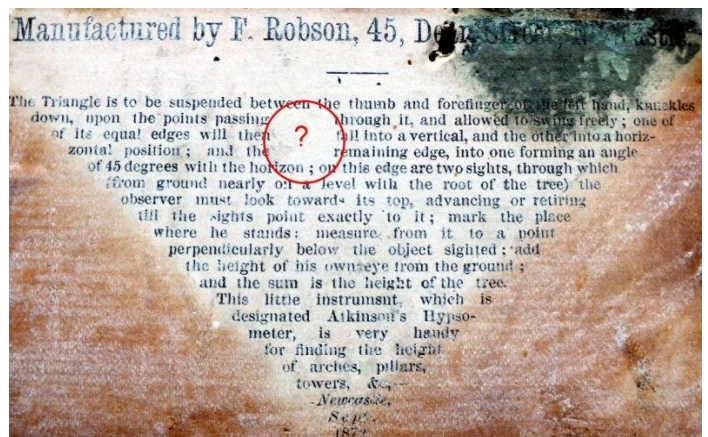 Manufactured by F. Robson, 45, Dean Street, Newcastle.
The Triangle is to be suspended between the thumb and forefinger of the left hand, knuckles
down, upon the points passing through it, and allowed to swing freely ; one of
of its equal edges will then fall into a vertical, and the other into a horiz-
zontal position ; and the remaining edge, into one forming an angle
of 45 degrees with the horizon ; on this edge are two sights, through which
(from ground nearly on a level with the root of the tree) the
observer must look towards its top, advancing or retiring
till the sights point exactly to it ; mark the place
where he stands: measure from it to a point
perpendicularly below the object sighted ; add
the height of his own eye from the ground ;
and the sum is the height of the tree.
This little instrumsnt, which is
designated Atkinson's Hypso-
meter, is very handy
for finding the height
of arches, pillars,
towers, &c,—
Newcastle,
Sept.
1872
?